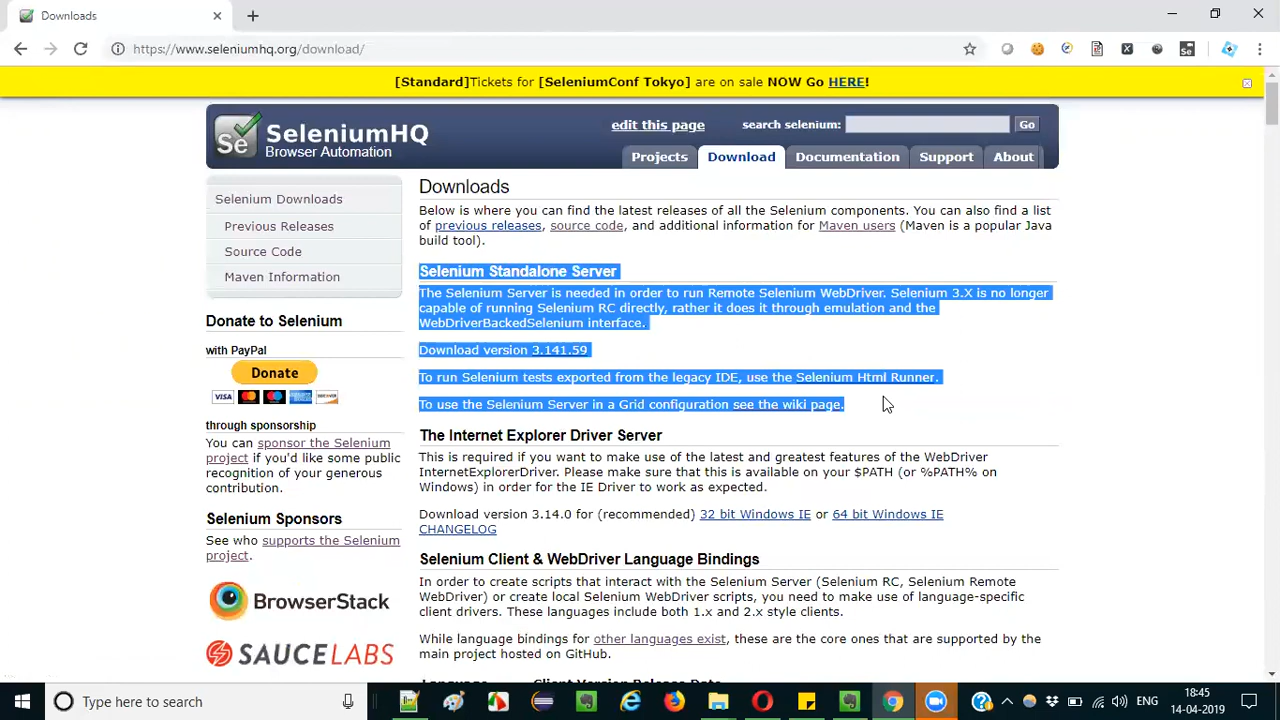 Downloads
https://www.seleniumhq.org/download/
[Standard]Tickets for [SeleniumConf Tokyo] are on sale NOW Go HERE!
Se
SeleniumHQ
Browser Automation
edit this page
search selenium:
Go
Projects
Download
Documentation
Support
About
Selenium Downloads
Previous Releases
Source Code
Maven Information
Donate to Selenium
with PayPal
Donate
VISA
through sponsorship
You can sponsor the Selenium
project if you'd like some public
recognition of your generous
contribution.
Selenium Sponsors
See who supports the Selenium
project.
BrowserStack
SAUCELABS
Downloads
Below is where you can find the latest releases of all the Selenium components. You can also find a list
of previous releases, source code, and additional information for Maven users (Maven is a popular Java
build tool).
Selenium Standalone Server
The Selenium Server is needed in order to run Remote Selenium WebDriver. Selenium 3.X is no longer
capable of running Selenium RC directly, rather it does it through emulation and the
WebDriverBackedSelenium interface.
Download version 3.141.59
To run Selenium tests exported from the legacy IDE, use the Selenium Html Runner.
To use the Selenium Server in a Grid configuration see the wiki page.
The Internet Explorer Driver Server
This is required if you want to make use of the latest and greatest features of the WebDriver
InternetExplorerDriver. Please make sure that this is available on your $PATH (or %PATH% on
Windows) in order for the IE Driver to work as expected.
Download version 3.14.0 for (recommended) 32 bit Windows IE or 64 bit Windows IE
CHANGELOG
Selenium Client & WebDriver Language Bindings
In order to create scripts that interact with the Selenium Server (Selenium RC, Selenium Remote
WebDriver) or create local Selenium WebDriver scripts, you need to make use of language-specific
client drivers. These languages include both 1.x and 2.x style clients.
While language bindings for other languages exist, these are the core ones that are supported by the
main project hosted on GitHub.
Language Client Version Release Date
Type here to search
ENG
18:45
14-04-2019